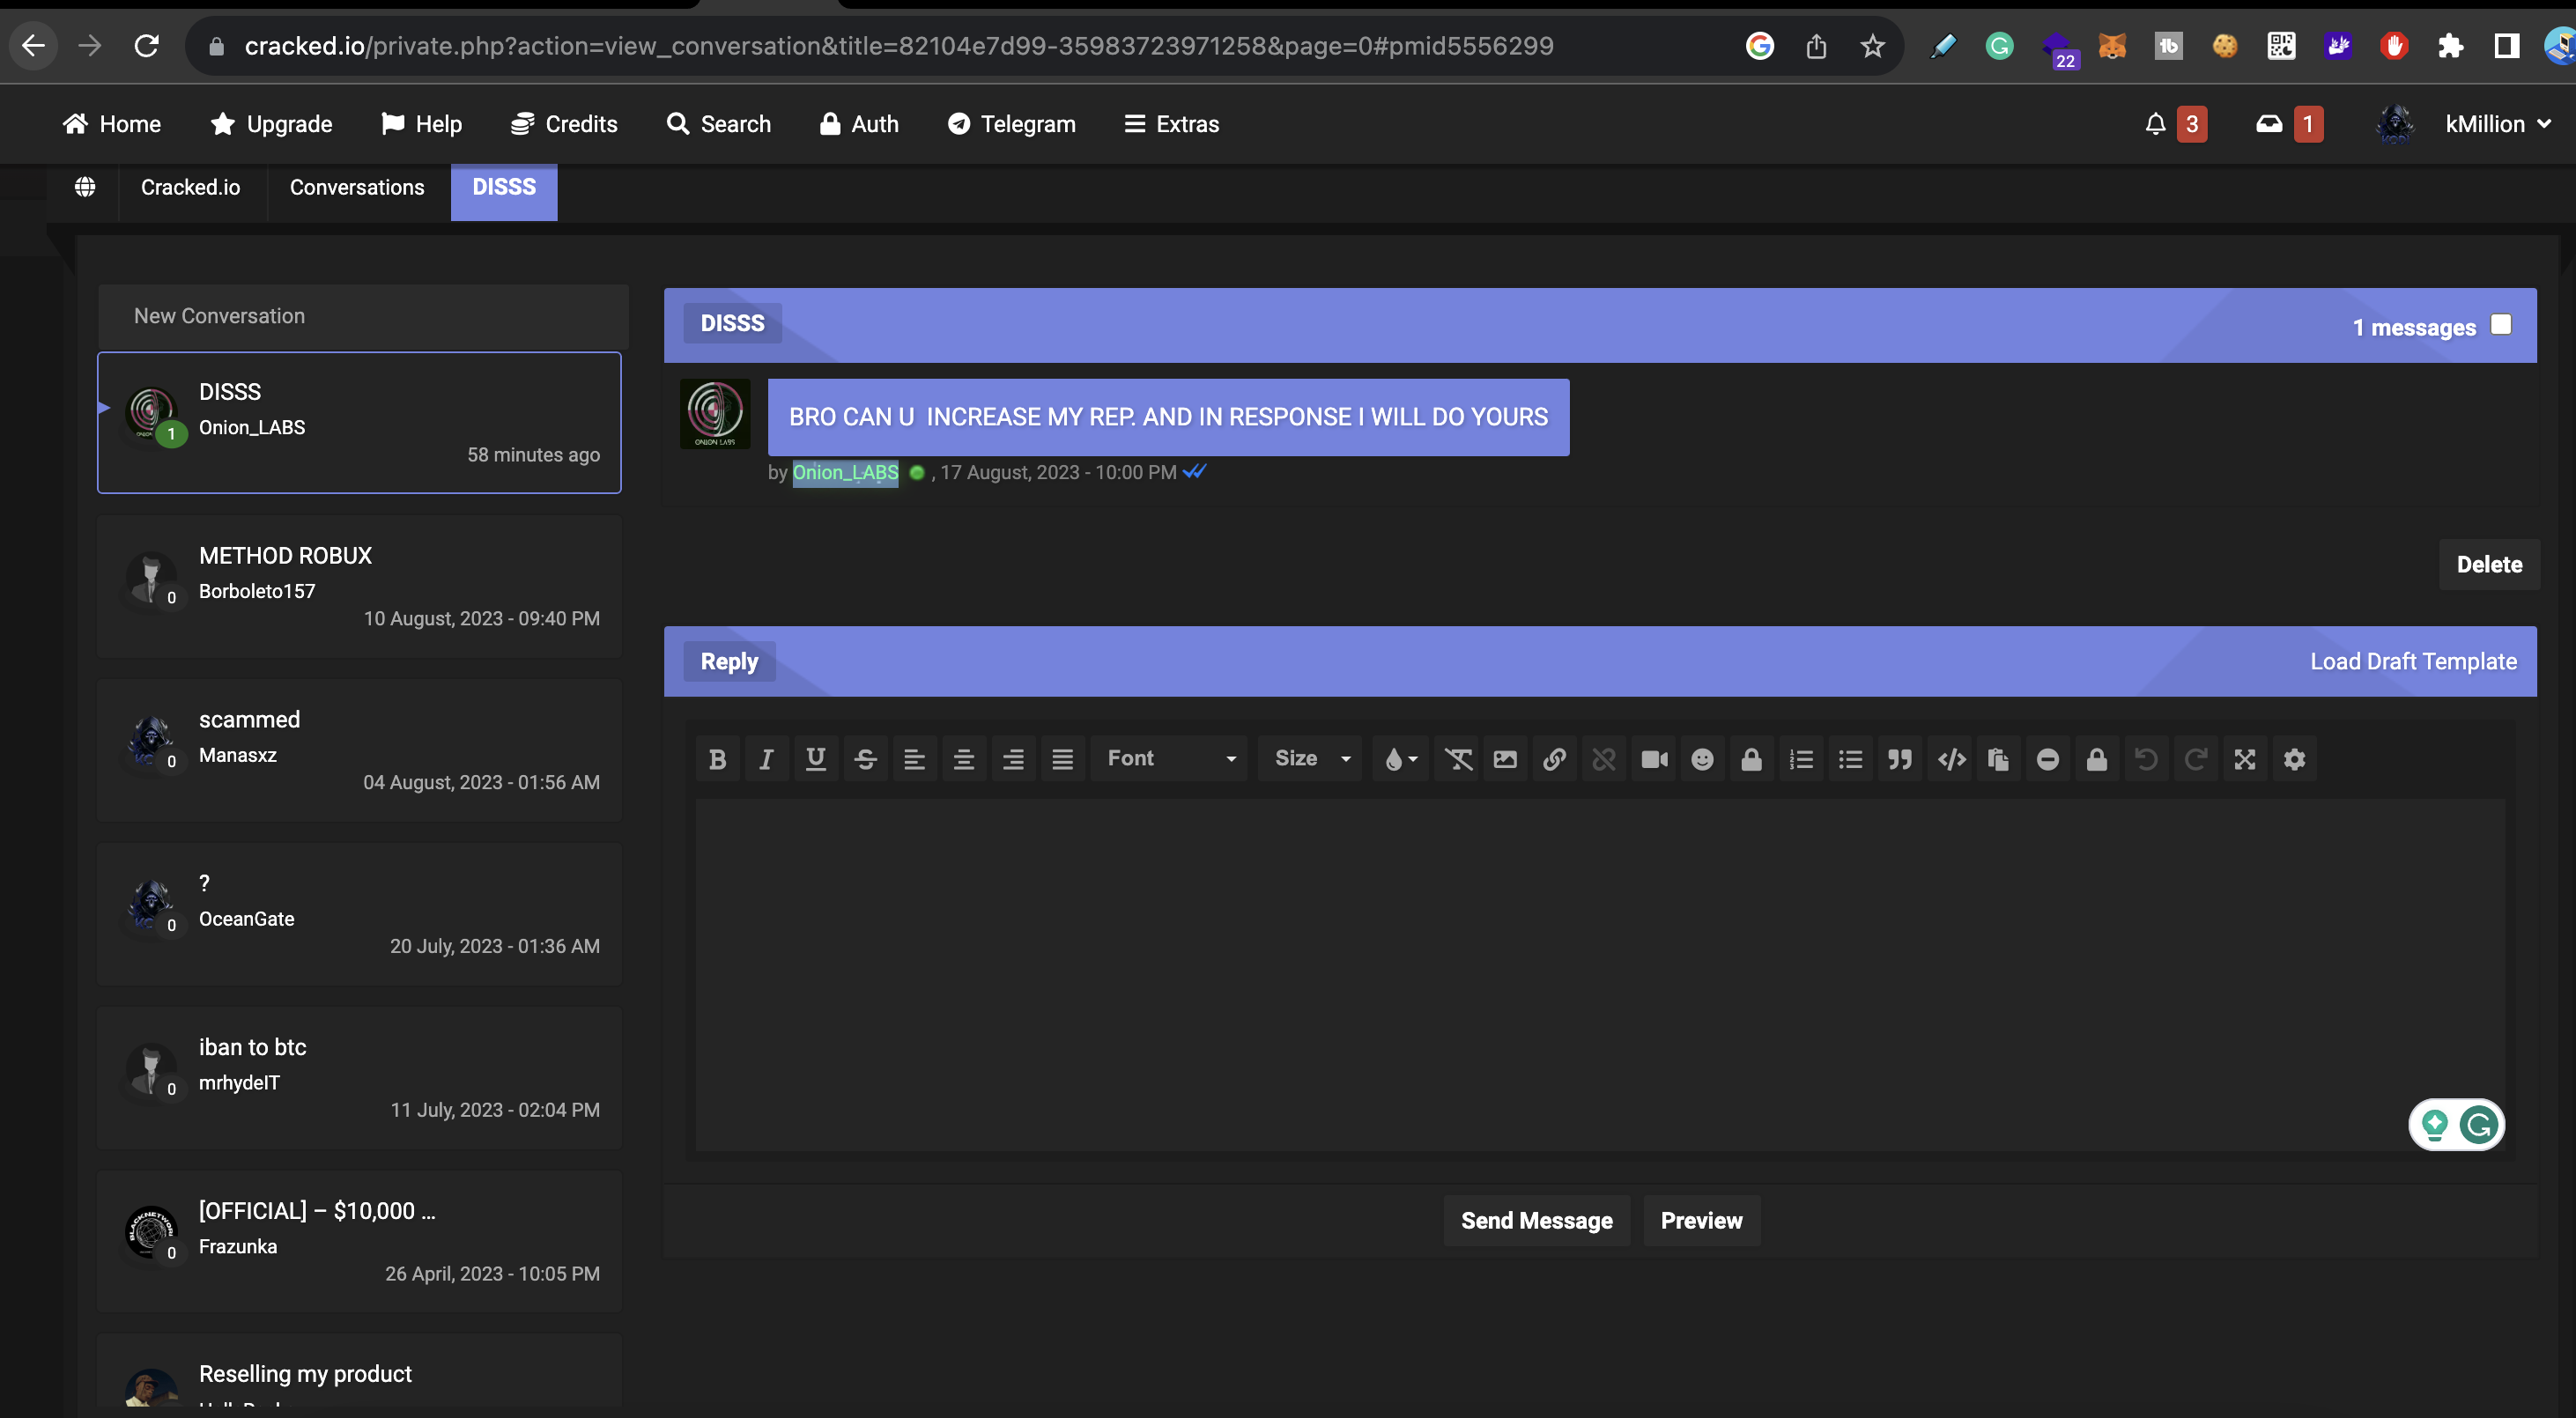 cracked.io/private.php?action=view_conversation&title=82104e7d99-35983723971258&page=0#pmid5556299
22
Home Upgrade Help Credits Search Auth Telegram Extras 3 1 kMillion
Cracked.io Conversations DISSS
New Conversation
DISSS
1
Onion_LABS
58 minutes ago
METHOD ROBUX
0
Borboleto157
10 August, 2023 - 09:40 PM
scammed
0
Manasxz
04 August, 2023 - 01:56 AM
?
0
OceanGate
20 July, 2023 - 01:36 AM
iban to btc
0
mrhydeIT
11 July, 2023 - 02:04 PM
[OFFICIAL] – $10,000 ...
0
Frazunka
26 April, 2023 - 10:05 PM
Reselling my product
DISSS 1 messages
ONION LABS
BRO CAN U  INCREASE MY REP. AND IN RESPONSE I WILL DO YOURS
by Onion_LABS , 17 August, 2023 - 10:00 PM
Delete
Reply Load Draft Template
B I U S Font Size
Send Message Preview